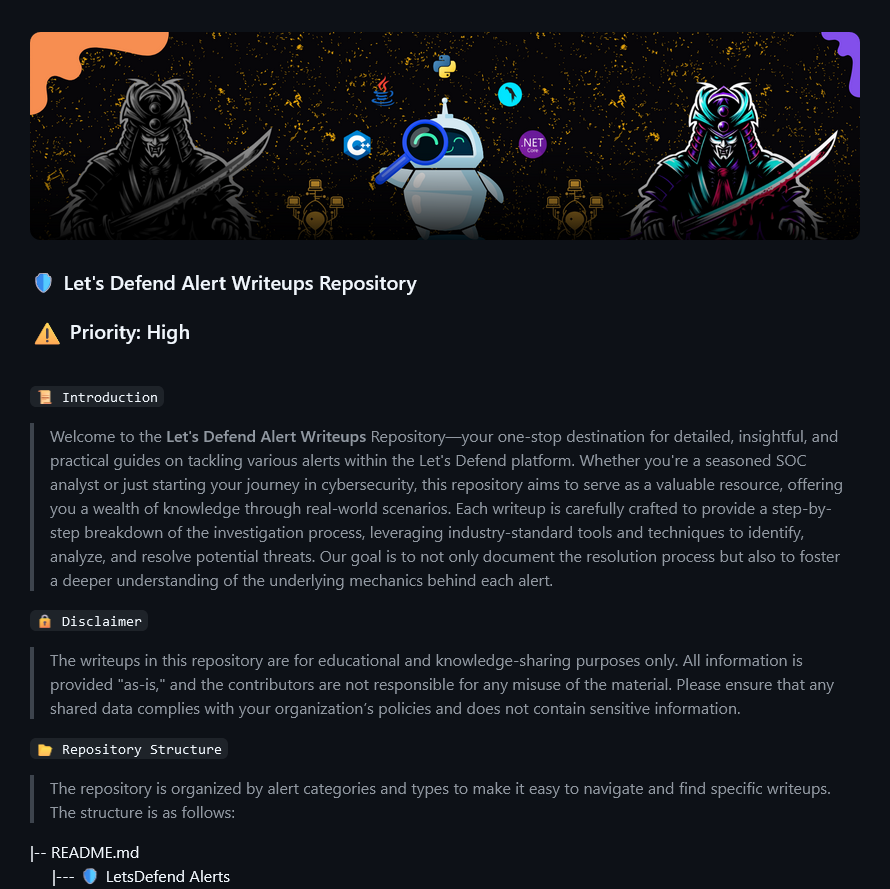 C++
.NET
Core
🛡️ Let's Defend Alert Writeups Repository
⚠️ Priority: High
📜 Introduction
Welcome to the Let's Defend Alert Writeups Repository—your one-stop destination for detailed, insightful, and
practical guides on tackling various alerts within the Let's Defend platform. Whether you're a seasoned SOC
analyst or just starting your journey in cybersecurity, this repository aims to serve as a valuable resource, offering
you a wealth of knowledge through real-world scenarios. Each writeup is carefully crafted to provide a step-by-
step breakdown of the investigation process, leveraging industry-standard tools and techniques to identify,
analyze, and resolve potential threats. Our goal is to not only document the resolution process but also to foster
a deeper understanding of the underlying mechanics behind each alert.
🔒 Disclaimer
The writeups in this repository are for educational and knowledge-sharing purposes only. All information is
provided "as-is," and the contributors are not responsible for any misuse of the material. Please ensure that any
shared data complies with your organization’s policies and does not contain sensitive information.
📂 Repository Structure
The repository is organized by alert categories and types to make it easy to navigate and find specific writeups.
The structure is as follows:
|-- README.md
|--- 🛡️ LetsDefend Alerts